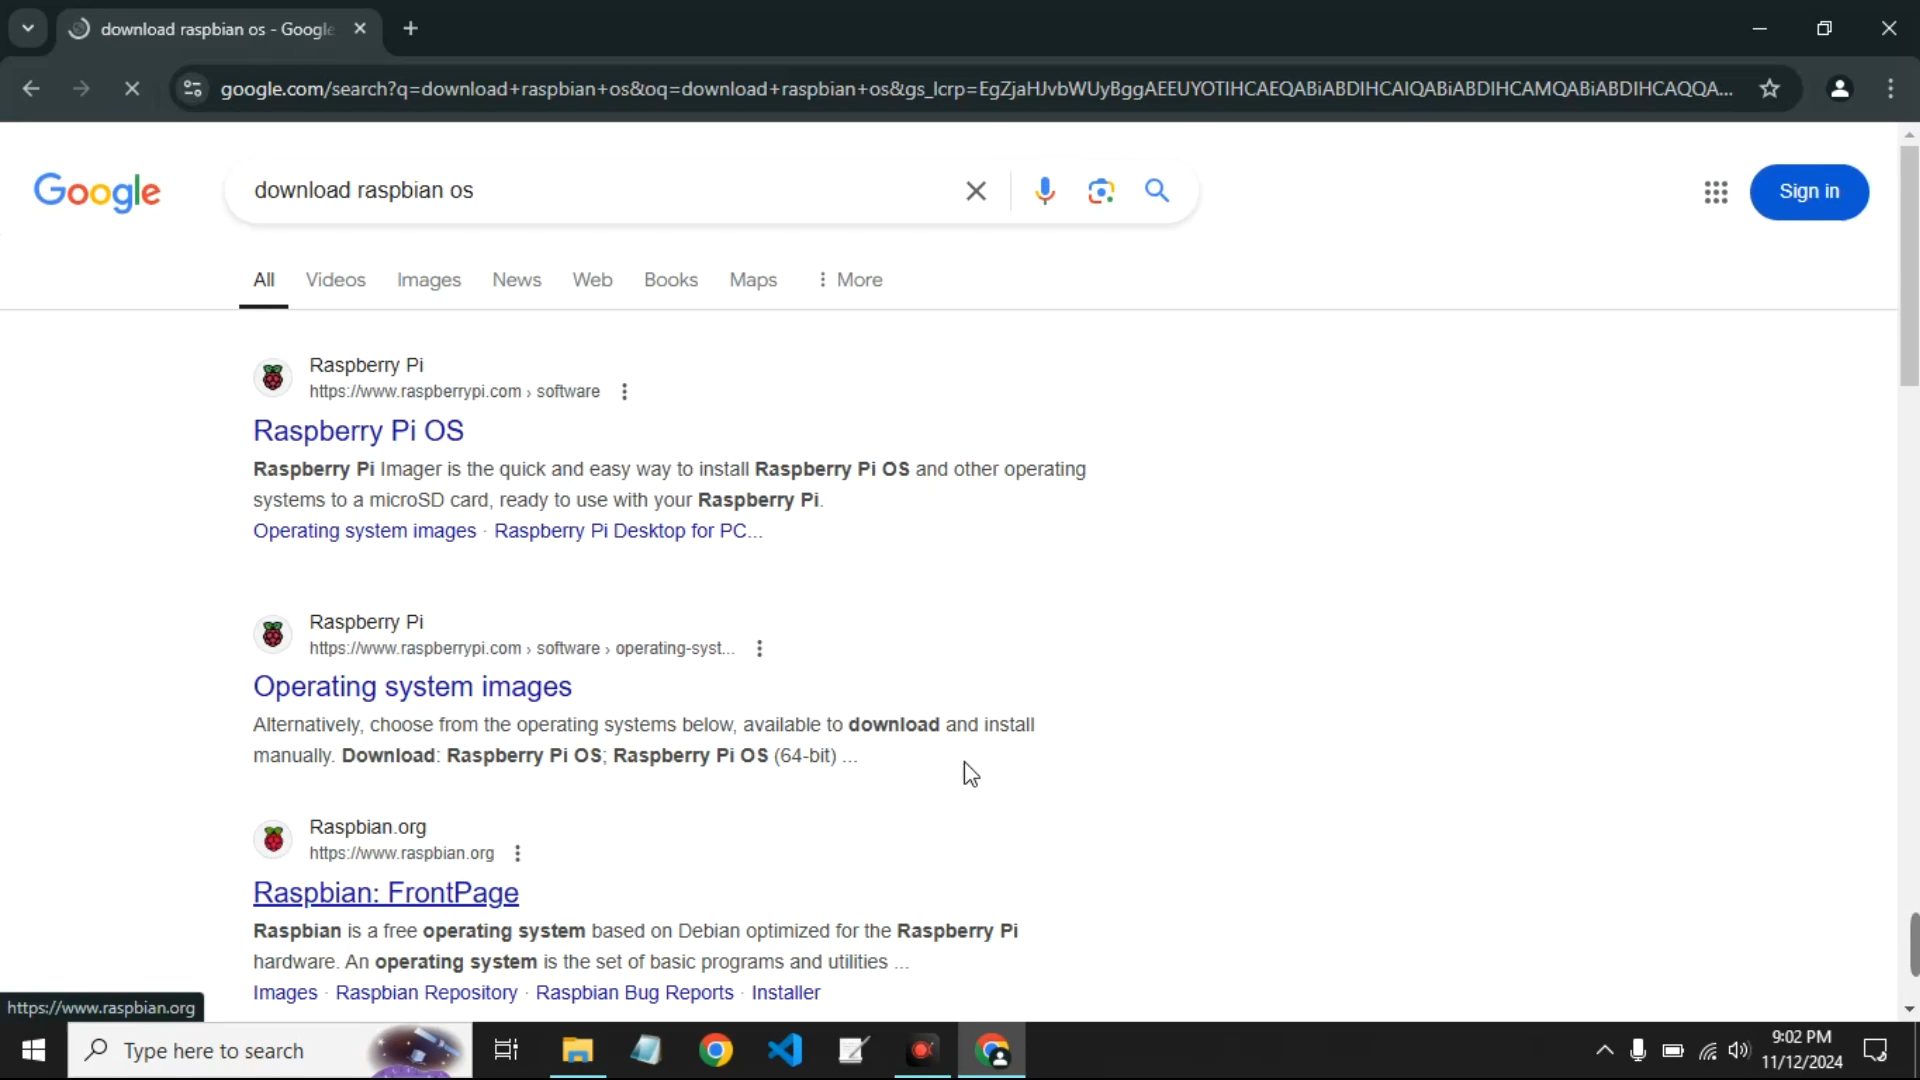 download raspbian os - Google
google.com/search?q=download+raspbian+os&oq=download+raspbian+os&gs_lcrp=EgZjaHJvbWUyBggAEEUYOTIHCAEQABiABDIHCAIQABiABDIHCAMQABiABDIHCAQQA...
Google
download raspbian os
Sign in
All Videos Images News Web Books Maps More
Raspberry Pi
https://www.raspberrypi.com › software
Raspberry Pi OS
Raspberry Pi Imager is the quick and easy way to install Raspberry Pi OS and other operating
systems to a microSD card, ready to use with your Raspberry Pi.
Operating system images · Raspberry Pi Desktop for PC...
Raspberry Pi
https://www.raspberrypi.com › software › operating-syst...
Operating system images
Alternatively, choose from the operating systems below, available to download and install
manually. Download: Raspberry Pi OS; Raspberry Pi OS (64-bit) ...
Raspbian.org
https://www.raspbian.org
Raspbian: FrontPage
Raspbian is a free operating system based on Debian optimized for the Raspberry Pi
hardware. An operating system is the set of basic programs and utilities ...
Images · Raspbian Repository · Raspbian Bug Reports · Installer
https://www.raspbian.org
Type here to search
9:02 PM
11/12/2024